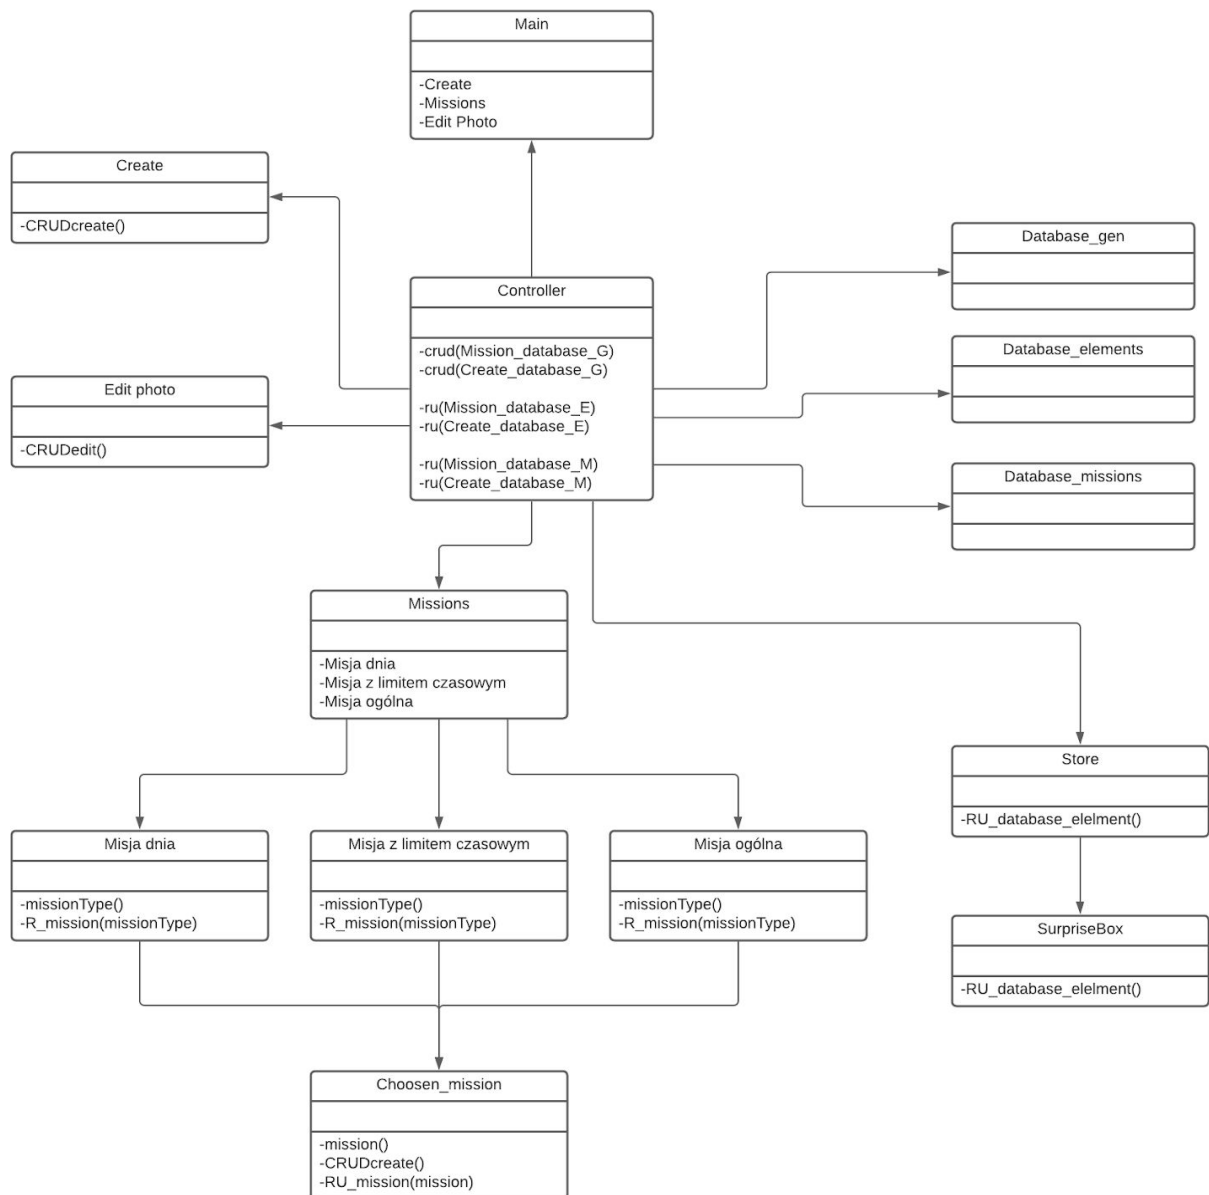 Main
-Create
-Missions
-Edit Photo
Create
-CRUDcreate()
Database_gen
Controller
-crud(Mission_database_G)
-crud(Create_database_G)
-ru(Mission_database_E)
-ru(Create_database_E)
-ru(Mission_database_M)
-ru(Create_database_M)
Database_elements
Edit photo
-CRUDedit()
Database_missions
Missions
-Misja dnia
-Misja z limitem czasowym
-Misja ogólna
Store
-RU_database_elelment()
Misja dnia
-missionType()
-R_mission(missionType)
Misja z limitem czasowym
-missionType()
-R_mission(missionType)
Misja ogólna
-missionType()
-R_mission(missionType)
SurpriseBox
-RU_database_elelment()
Choosen_mission
-mission()
-CRUDcreate()
-RU_mission(mission)